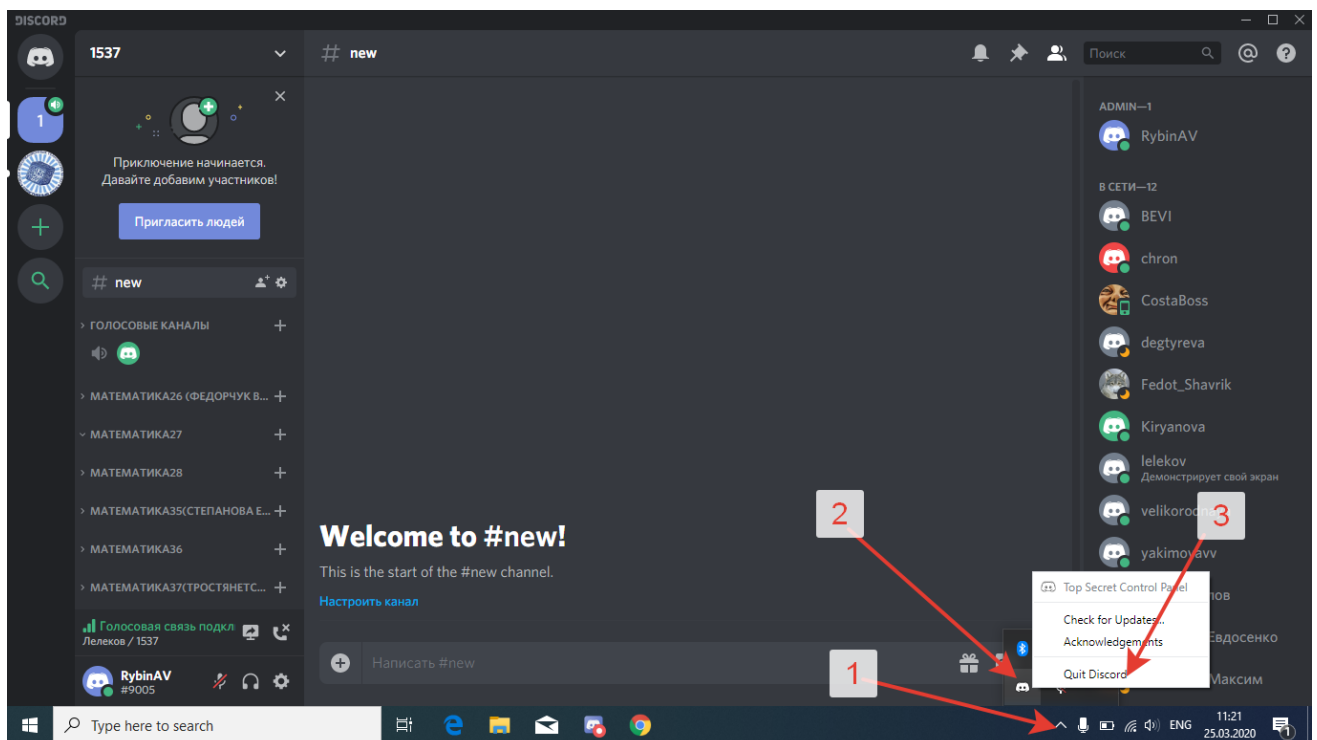 DISCORD
1537
new
Поиск
1
Приключение начинается.
Давайте добавим участников!
Пригласить людей
new
ГОЛОСОВЫЕ КАНАЛЫ
МАТЕМАТИКА26 (ФЕДОРЧУК В...
МАТЕМАТИКА27
МАТЕМАТИКА28
МАТЕМАТИКА35(СТЕПАНОВА Е...
МАТЕМАТИКА36
МАТЕМАТИКА37(ТРОСТЯНЕТС...
Голосовая связь подкл
Лелеков / 1537
RybinAV
#9005
Welcome to #new!
This is the start of the #new channel.
Настроить канал
Написать #new
ADMIN—1
RybinAV
В СЕТИ—12
BEVI
chron
CostaBoss
degtyreva
Fedot_Shavrik
Kiryanova
lelekov
Демонстрирует свой экран
yakimovavv
Евдосенко
Максим
2
3
1
Top Secret Control Panel
Check for Updates...
Acknowledgements
Quit Discord
Type here to search
ENG
11:21
25.03.2020
1